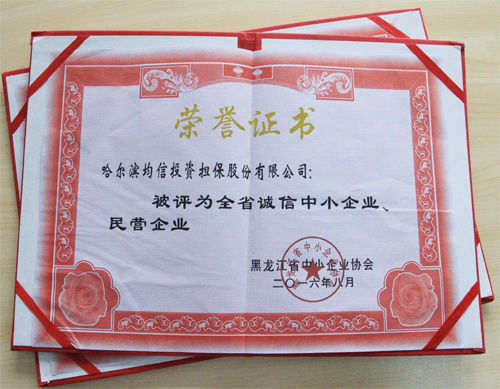 荣誉证书
哈尔滨均信投资担保股份有限公司：
被评为全省诚信中小企业、
民营企业
黑龙江省中小企业协会
二〇一六年八月